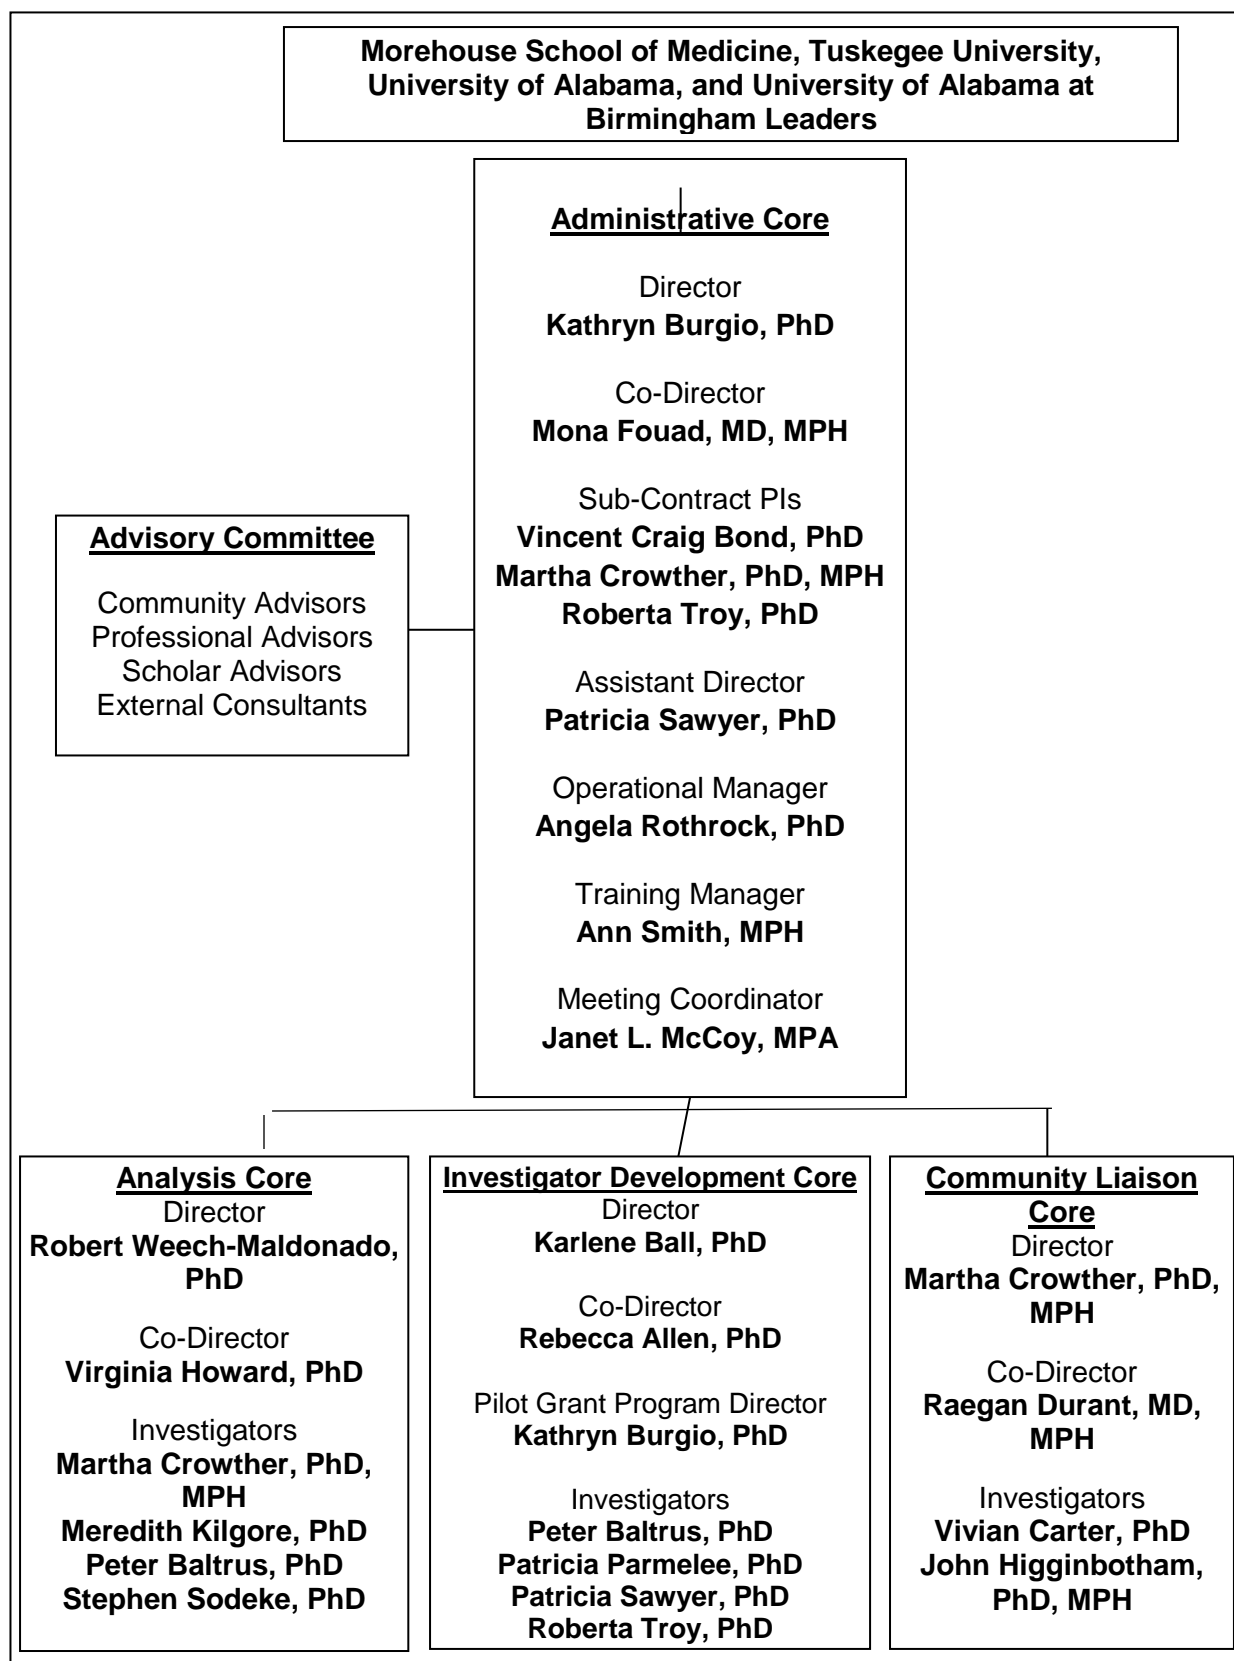 Morehouse School of Medicine, Tuskegee University,
University of Alabama, and University of Alabama at
Birmingham Leaders
Administrative Core
Director
Kathryn Burgio, PhD
Co-Director
Mona Fouad, MD, MPH
Sub-Contract PIs
Vincent Craig Bond, PhD
Martha Crowther, PhD, MPH
Roberta Troy, PhD
Assistant Director
Patricia Sawyer, PhD
Operational Manager
Angela Rothrock, PhD
Training Manager
Ann Smith, MPH
Meeting Coordinator
Janet L. McCoy, MPA
Advisory Committee
Community Advisors
Professional Advisors
Scholar Advisors
External Consultants
Analysis Core
Director
Robert Weech-Maldonado,
PhD
Co-Director
Virginia Howard, PhD
Investigators
Martha Crowther, PhD,
MPH
Meredith Kilgore, PhD
Peter Baltrus, PhD
Stephen Sodeke, PhD
Investigator Development Core
Director
Karlene Ball, PhD
Co-Director
Rebecca Allen, PhD
Pilot Grant Program Director
Kathryn Burgio, PhD
Investigators
Peter Baltrus, PhD
Patricia Parmelee, PhD
Patricia Sawyer, PhD
Roberta Troy, PhD
Community Liaison
Core
Director
Martha Crowther, PhD,
MPH
Co-Director
Raegan Durant, MD,
MPH
Investigators
Vivian Carter, PhD
John Higginbotham,
PhD, MPH